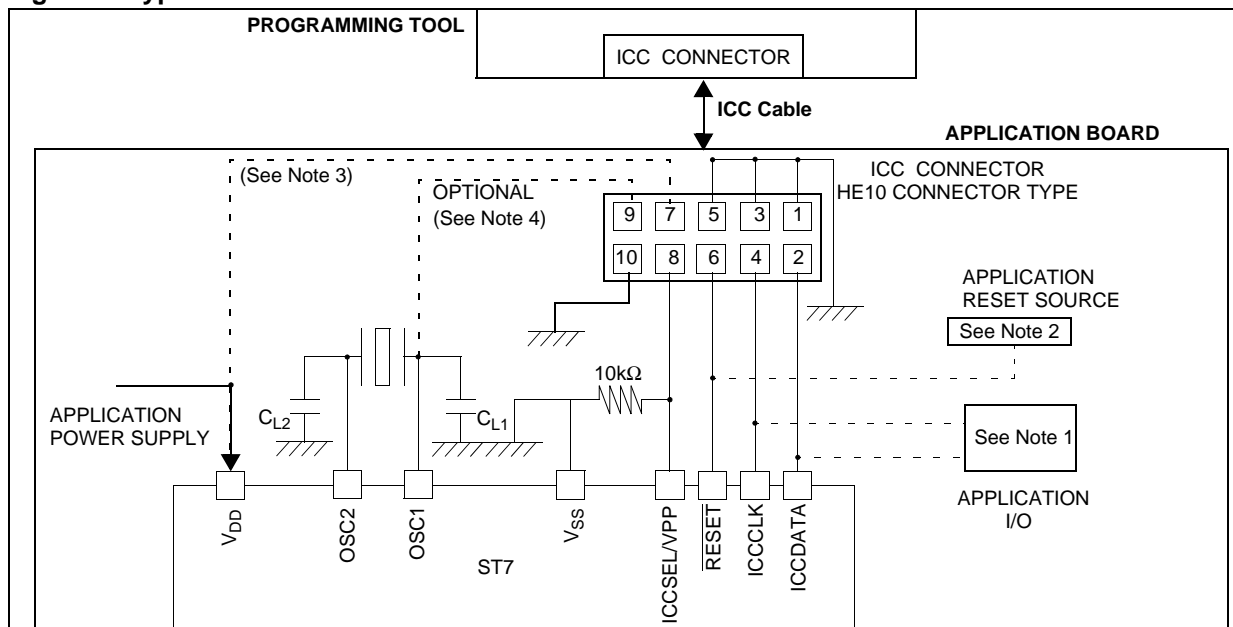 PROGRAMMING TOOL
ICC CONNECTOR
ICC Cable
APPLICATION BOARD
(See Note 3)
OPTIONAL
(See Note 4)
ICC CONNECTOR
HE10 CONNECTOR TYPE
9 7 5 3 1
10 8 6 4 2
APPLICATION
RESET SOURCE
See Note 2
10kΩ
APPLICATION
POWER SUPPLY
CL2
CL1
See Note 1
APPLICATION
I/O
VDD
OSC2
OSC1
VSS
ICCSEL/VPP
RESET
ICCCLK
ICCDATA
ST7